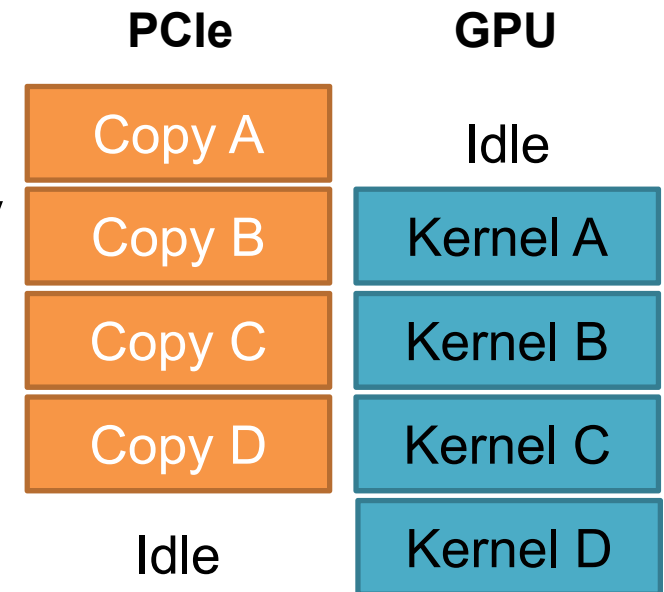 PCIe GPU
Copy A Idle
Copy B Kernel A
Copy C Kernel B
Copy D Kernel C
Idle Kernel D